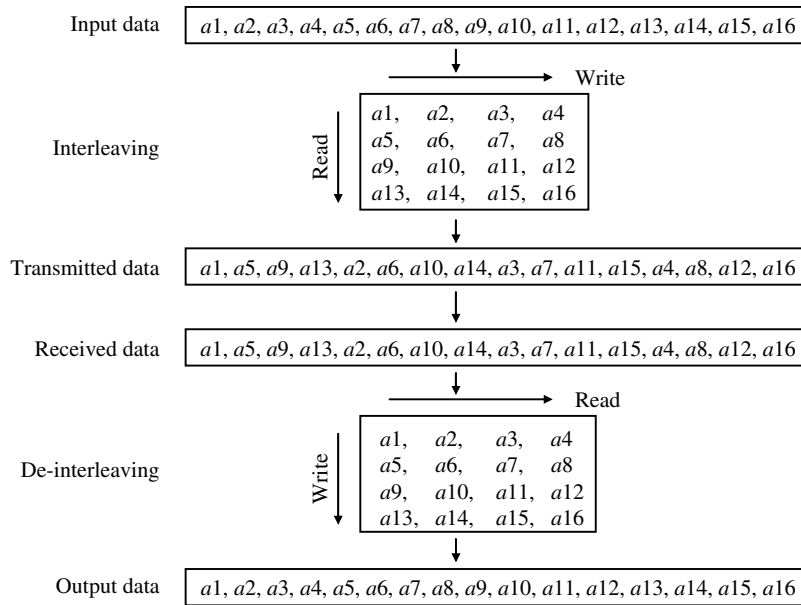 Input data a1, a2, a3, a4, a5, a6, a7, a8, a9, a10, a11, a12, a13, a14, a15, a16
Write
Interleaving
Read
a1, a2, a3, a4
a5, a6, a7, a8
a9, a10, a11, a12
a13, a14, a15, a16
Transmitted data a1, a5, a9, a13, a2, a6, a10, a14, a3, a7, a11, a15, a4, a8, a12, a16
Received data a1, a5, a9, a13, a2, a6, a10, a14, a3, a7, a11, a15, a4, a8, a12, a16
Read
De-interleaving
Write
a1, a2, a3, a4
a5, a6, a7, a8
a9, a10, a11, a12
a13, a14, a15, a16
Output data a1, a2, a3, a4, a5, a6, a7, a8, a9, a10, a11, a12, a13, a14, a15, a16